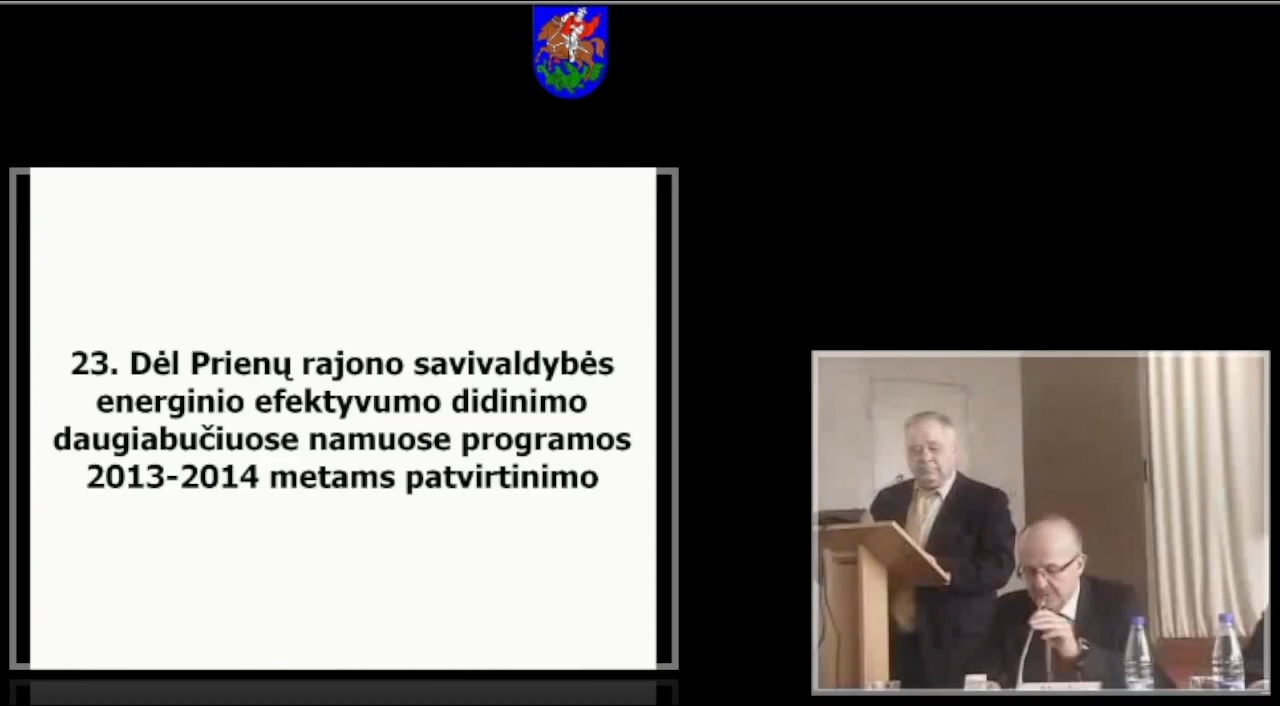 23. Dėl Prienų rajono savivaldybės
energinio efektyvumo didinimo
daugiabučiuose namuose programos
2013-2014 metams patvirtinimo